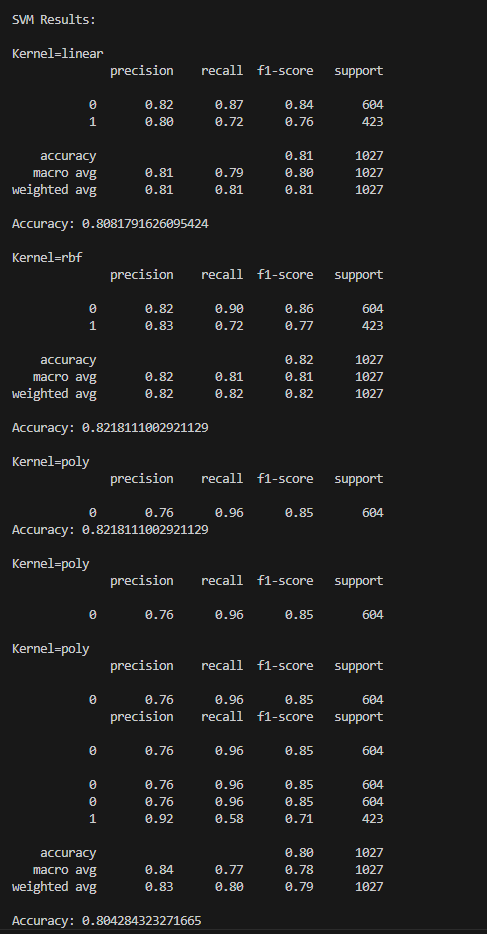 SVM Results:
Kernel=linear
precision recall f1-score support
0 0.82 0.87 0.84 604
1 0.80 0.72 0.76 423
accuracy 0.81 1027
macro avg 0.81 0.79 0.80 1027
weighted avg 0.81 0.81 0.81 1027
Accuracy: 0.8081791626095424
Kernel=rbf
precision recall f1-score support
0 0.82 0.90 0.86 604
1 0.83 0.72 0.77 423
accuracy 0.82 1027
macro avg 0.82 0.81 0.81 1027
weighted avg 0.82 0.82 0.82 1027
Accuracy: 0.8218111002921129
Kernel=poly
precision recall f1-score support
0 0.76 0.96 0.85 604
Accuracy: 0.8218111002921129
Kernel=poly
precision recall f1-score support
0 0.76 0.96 0.85 604
Kernel=poly
precision recall f1-score support
0 0.76 0.96 0.85 604
precision recall f1-score support
0 0.76 0.96 0.85 604
0 0.76 0.96 0.85 604
0 0.76 0.96 0.85 604
1 0.92 0.58 0.71 423
accuracy 0.80 1027
macro avg 0.84 0.77 0.78 1027
weighted avg 0.83 0.80 0.79 1027
Accuracy: 0.804284323271665